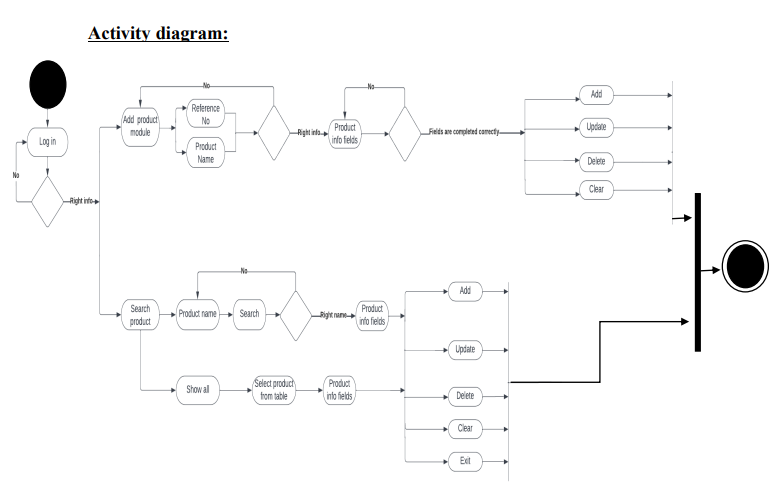 Activity diagram:
No
No
Add product
module
Reference
No
Product
Name
Right info
Product
info fields
Fields are completed correctly
Add
Update
Delete
Clear
Log in
No
Right info
No
Search
product
Product name
Search
Right name
Product
info fields
Show all
Select product
from table
Product
info fields
Add
Update
Delete
Clear
Exit